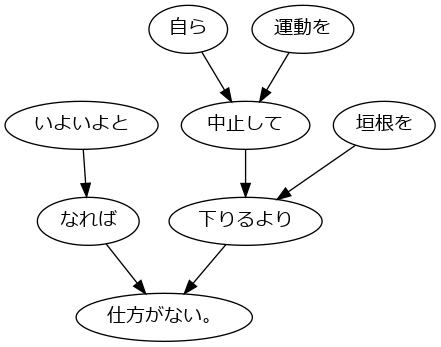 自ら
運動を
いよいよと
中止して
垣根を
なれば
下りるより
仕方がない。